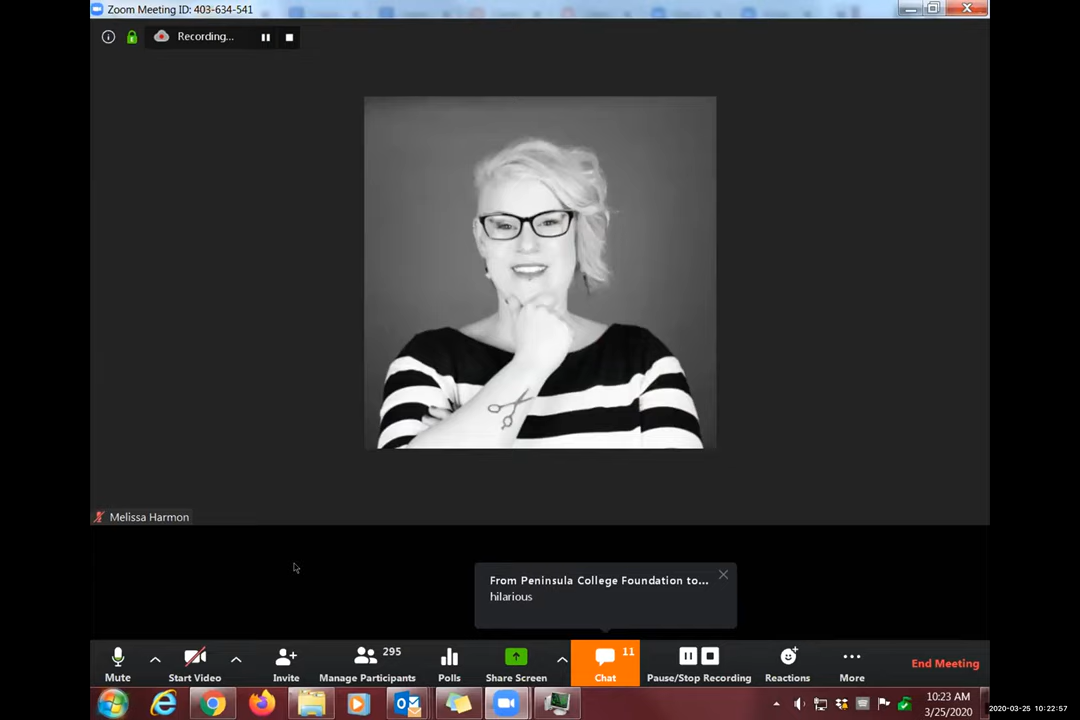 Zoom Meeting ID: 403-634-541
Recording...
Melissa Harmon
From Peninsula College Foundation to...
hilarious
295
11
Mute
Start Video
Invite
Manage Participants
Polls
Share Screen
Chat
Pause/Stop Recording
Reactions
More
End Meeting
10:23 AM
3/25/2020
2020-03-25 10:22:57